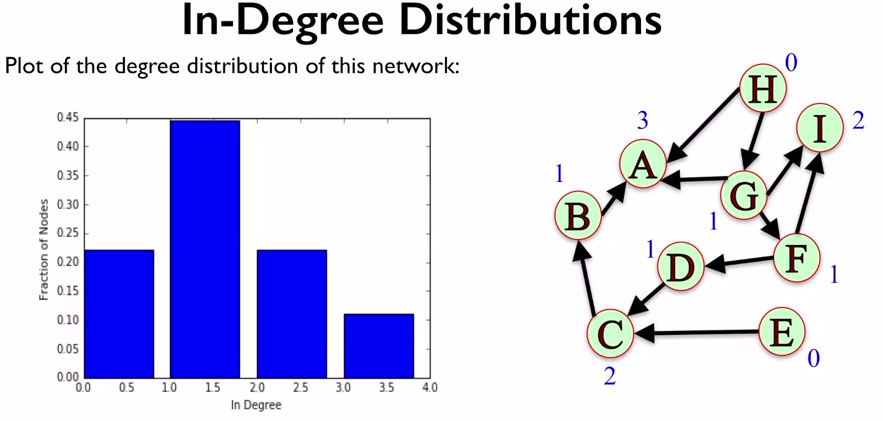 In-Degree Distributions
Plot of the degree distribution of this network:
0.45
0.40
0.35
0.30
0.25
0.20
0.15
0.10
0.05
0.00
Fraction of Nodes
0.0 0.5 1.0 1.5 2.0 2.5 3.0 3.5 4.0
In Degree
H 0
I 2
3
A
1
B
G
1
1
D
F
1
C
2
E
0